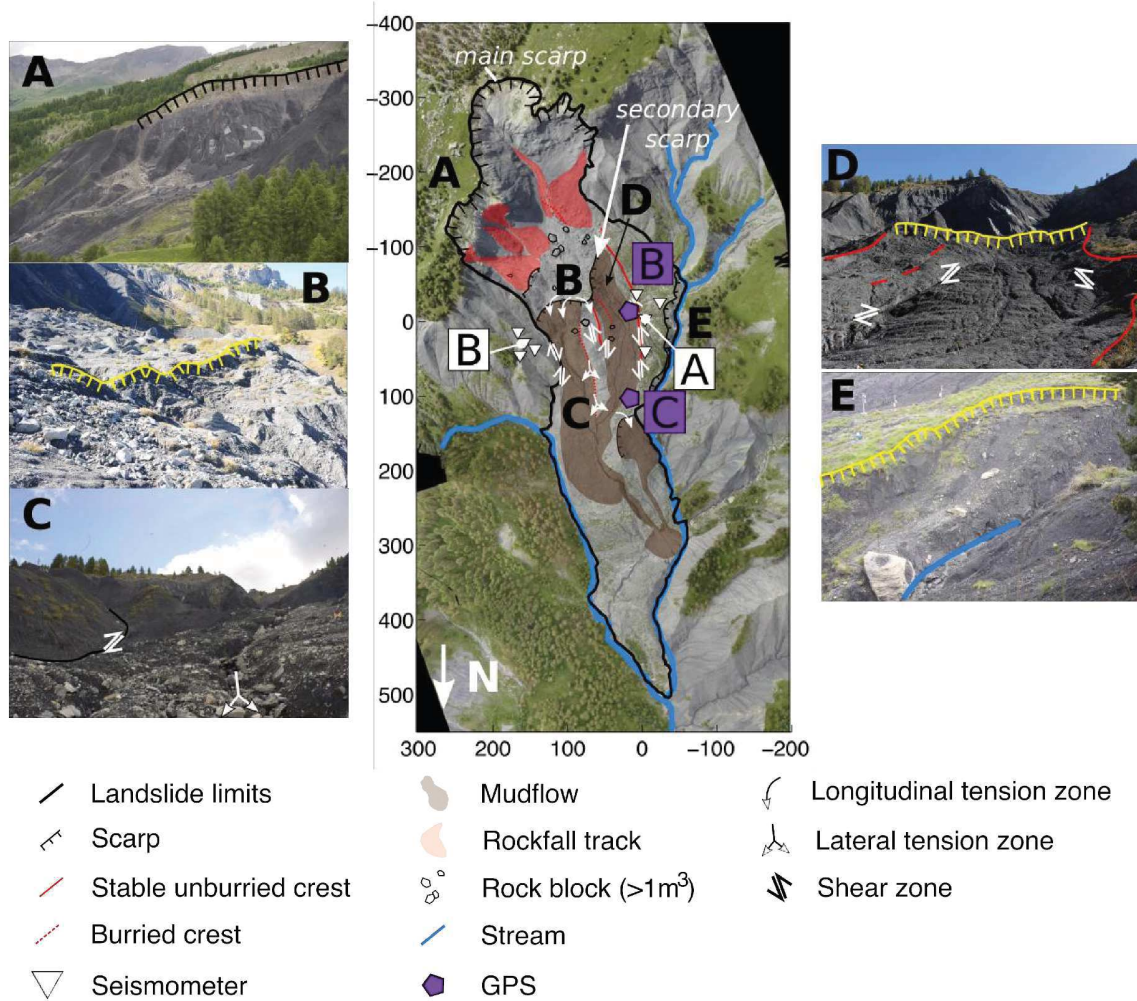 A
B
C
−400
−300
−200
−100
0
100
200
300
400
500
300 200 100 0 −100 −200
main scarp
secondary
scarp
A
D
B
B
E
B
A
C
C
N
D
E
Landslide limits
Scarp
Stable unburried crest
Burried crest
Seismometer
Mudflow
Rockfall track
Rock block (>1m³)
Stream
GPS
Longitudinal tension zone
Lateral tension zone
Shear zone